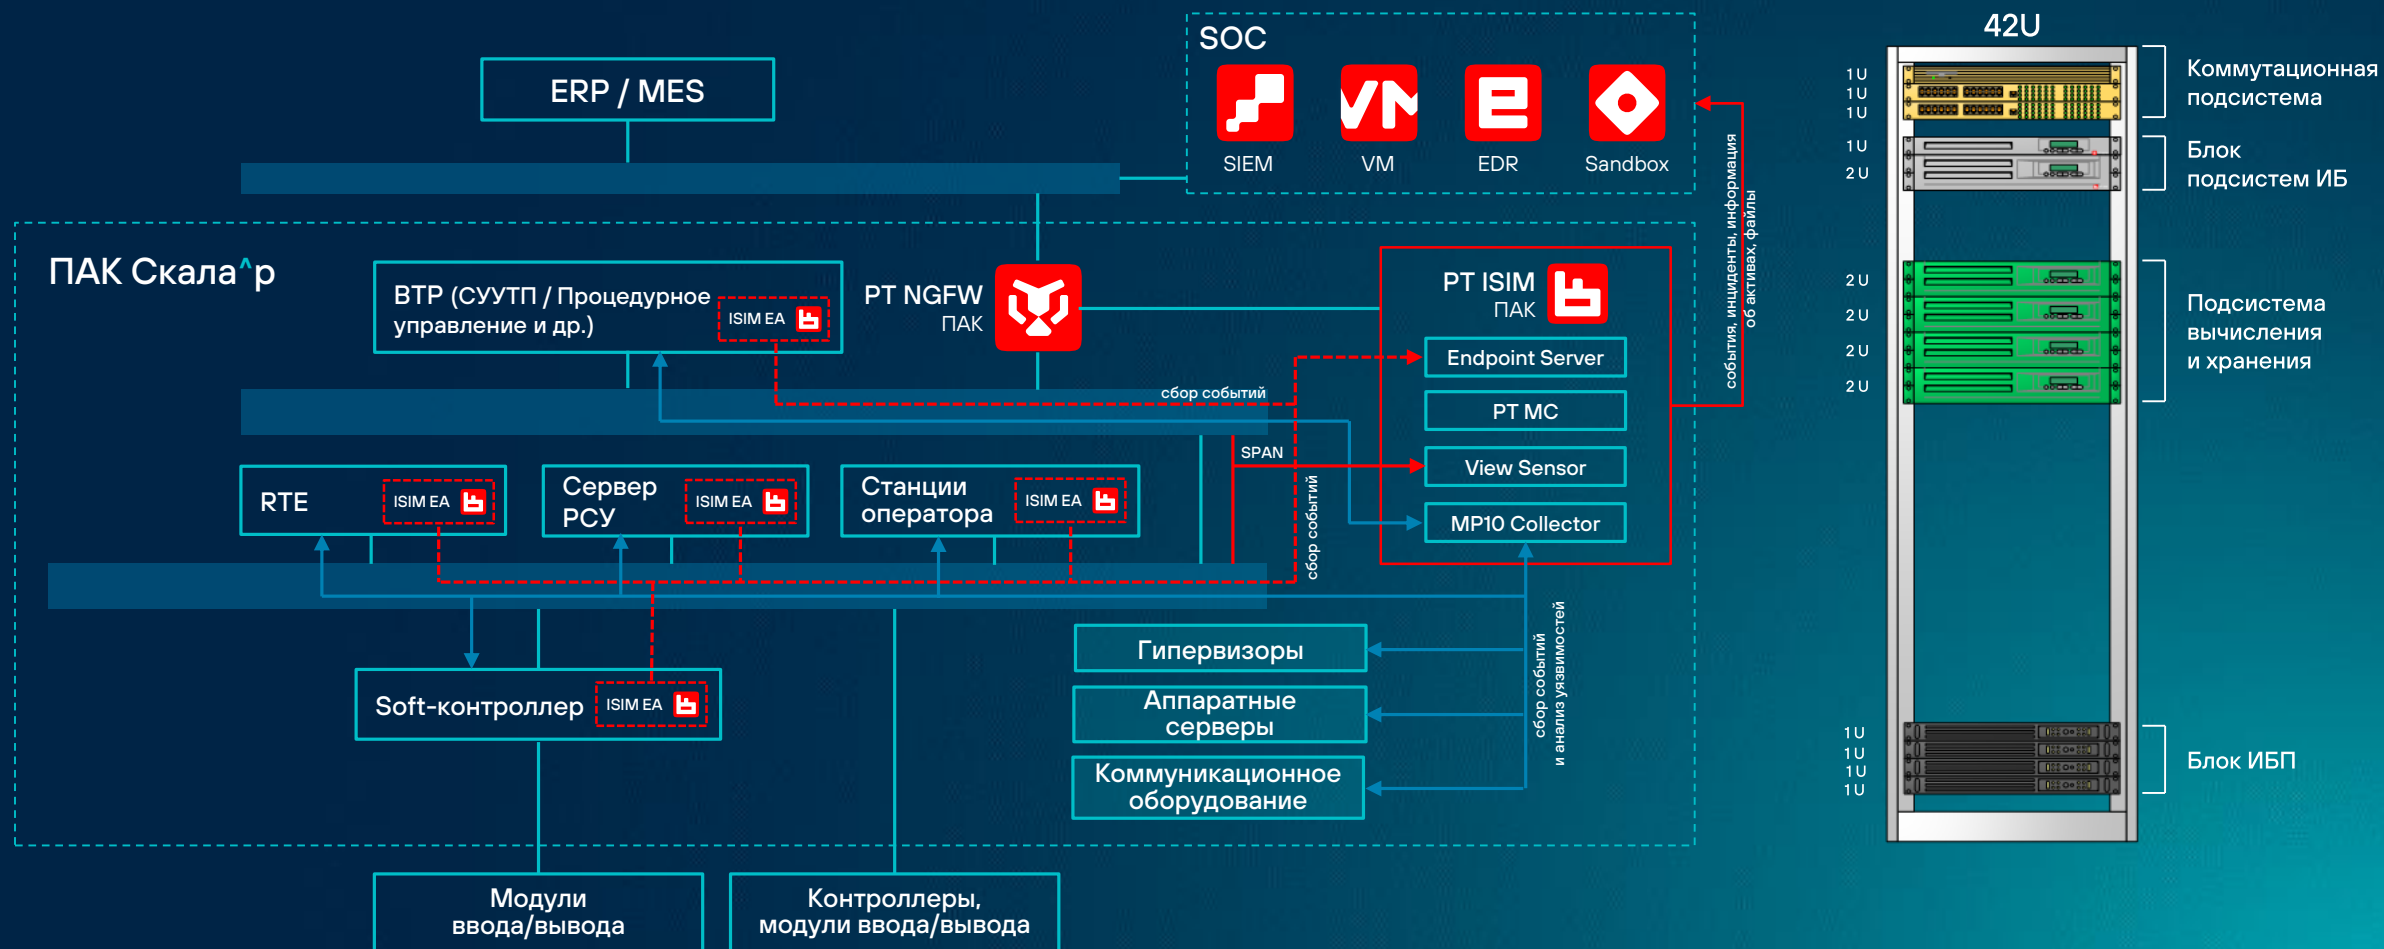 SOC
SIEM
VM
EDR
Sandbox
ERP / MES
ПАК Скала^р
ВТР (СУУТП / Процедурное
управление и др.)
ISIM EA
PT NGFW
ПАК
PT ISIM
ПАК
Endpoint Server
PT MC
View Sensor
MP10 Collector
события, инциденты, информация
об активах, файлы
сбор событий
SPAN
сбор событий
RTE
ISIM EA
Сервер
РСУ
ISIM EA
Станции
оператора
ISIM EA
Soft-контроллер
ISIM EA
Гипервизоры
Аппаратные
серверы
Коммуникационное
оборудование
сбор событий
и анализ уязвимостей
Модули
ввода/вывода
Контроллеры,
модули ввода/вывода
42U
1U
1U
1U
Коммутационная
подсистема
1U
2U
Блок
подсистем ИБ
2U
2U
2U
2U
Подсистема
вычисления
и хранения
1U
1U
1U
1U
Блок ИБП